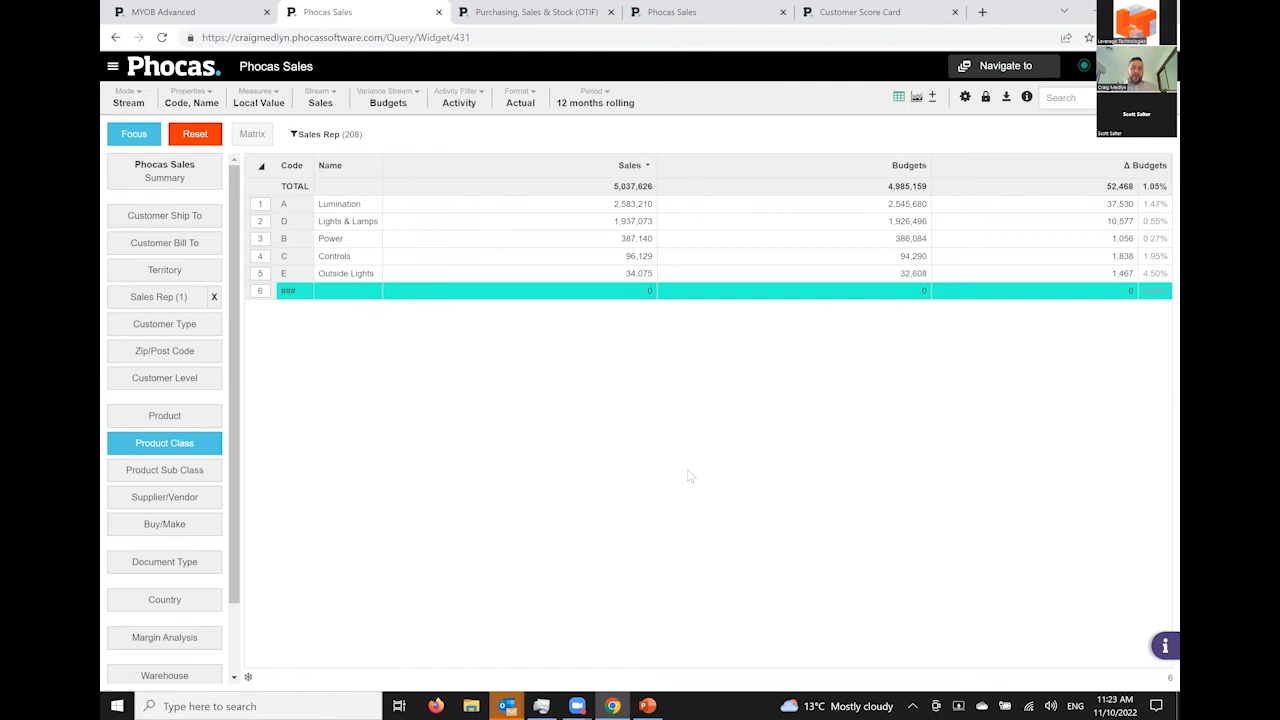 MYOB Advanced
Phocas Sales
Purchasing, Sales & Stock (OTIF)
Phocas Sales
Customer Score Card
https://craigmedlyn.phocassoftware.com/Query/Widget/431
Leverage Technologies
Phocas.
Phocas Sales
Navigate to
Craig Medlyn
Mode
Stream
Properties
Code, Name
Measures
Local Value
Stream
Sales
Variance Stream
Budgets
Activity Filter
Activity
Format
Actual
Period
12 months rolling
Search
Scott Salter
Scott Salter
Focus
Reset
Matrix
Sales Rep (208)
Phocas Sales
Summary
Customer Ship To
Customer Bill To
Territory
Sales Rep (1) X
Customer Type
Zip/Post Code
Customer Level
Product
Product Class
Product Sub Class
Supplier/Vendor
Buy/Make
Document Type
Country
Margin Analysis
Warehouse
Code Name Sales Budgets Δ Budgets
TOTAL 5,037,626 4,985,159 52,468 1.05%
1 A Lumination 2,583,210 2,545,680 37,530 1.47%
2 D Lights & Lamps 1,937,073 1,926,496 10,577 0.55%
3 B Power 387,140 386,084 1,056 0.27%
4 C Controls 96,129 94,290 1,838 1.95%
5 E Outside Lights 34,075 32,608 1,467 4.50%
6 ### 0 0 0
6
Type here to search
13°C Mostly cloudy
ENG
11:23 AM
11/10/2022